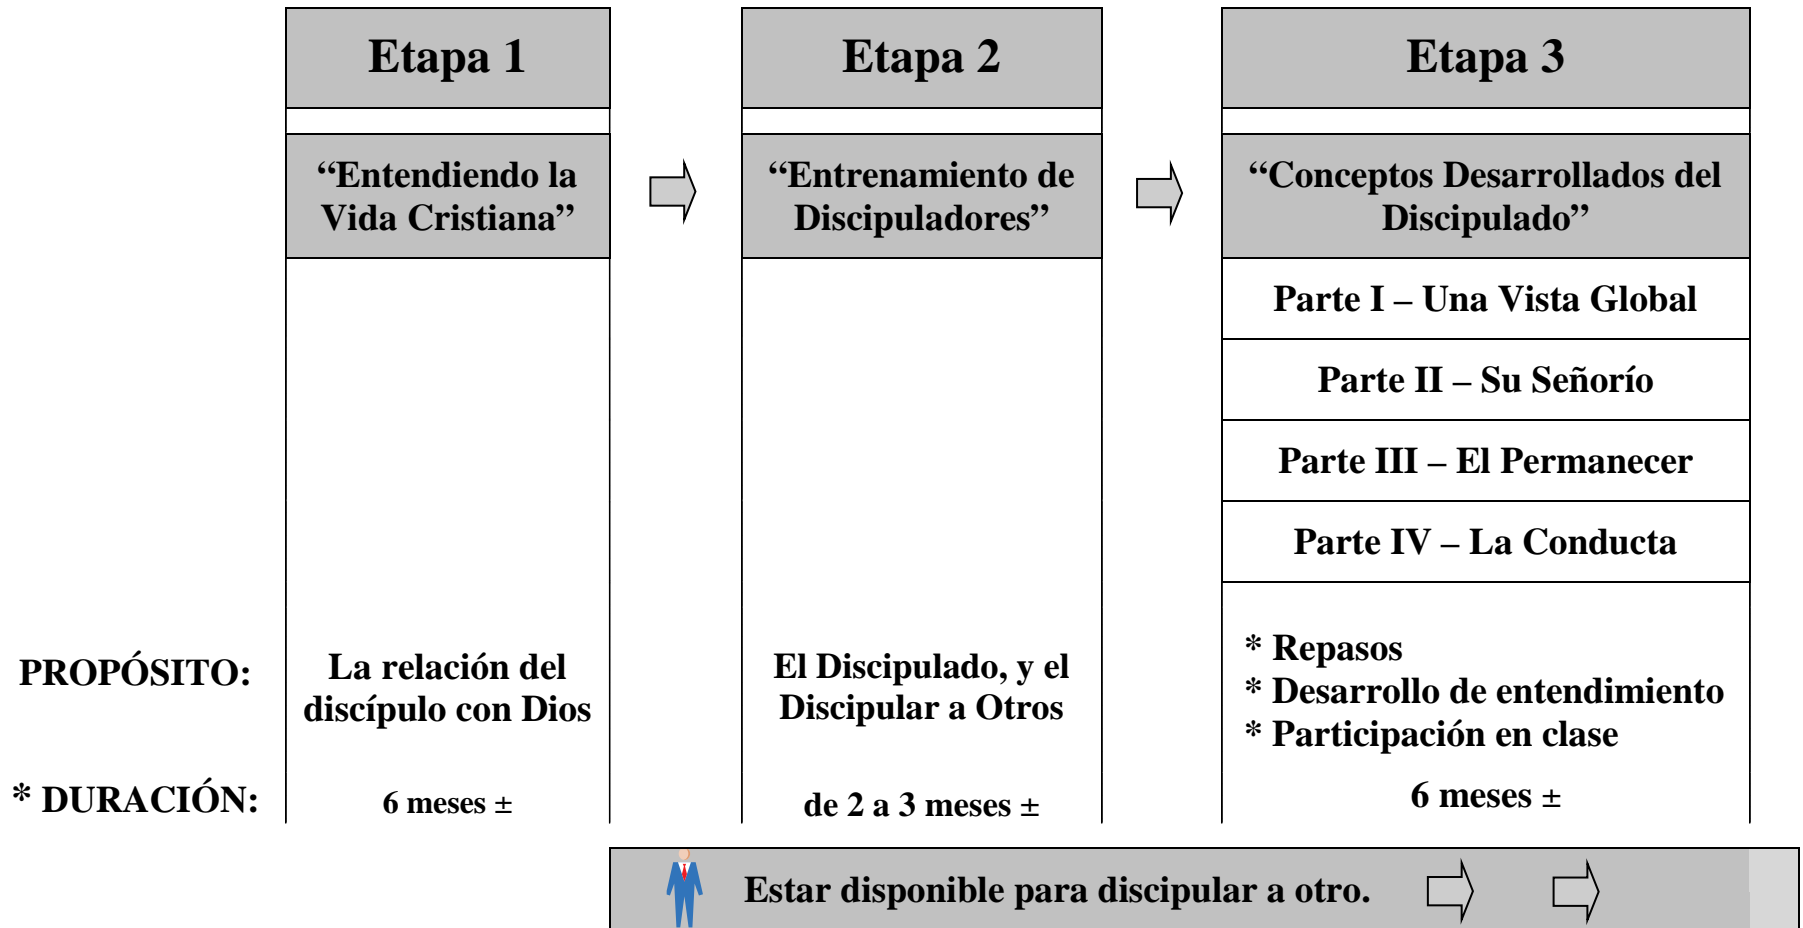 Etapa 1
Etapa 2
Etapa 3
“Entendiendo la
Vida Cristiana”
“Entrenamiento de
Discipuladores”
“Conceptos Desarrollados del
Discipulado”
Parte I – Una Vista Global
Parte II – Su Señorío
Parte III – El Permanecer
Parte IV – La Conducta
PROPÓSITO:
La relación del
discípulo con Dios
El Discipulado, y el
Discipular a Otros
* Repasos
* Desarrollo de entendimiento
* Participación en clase
* DURACIÓN:
6 meses ±
de 2 a 3 meses ±
6 meses ±
Estar disponible para discipular a otro.